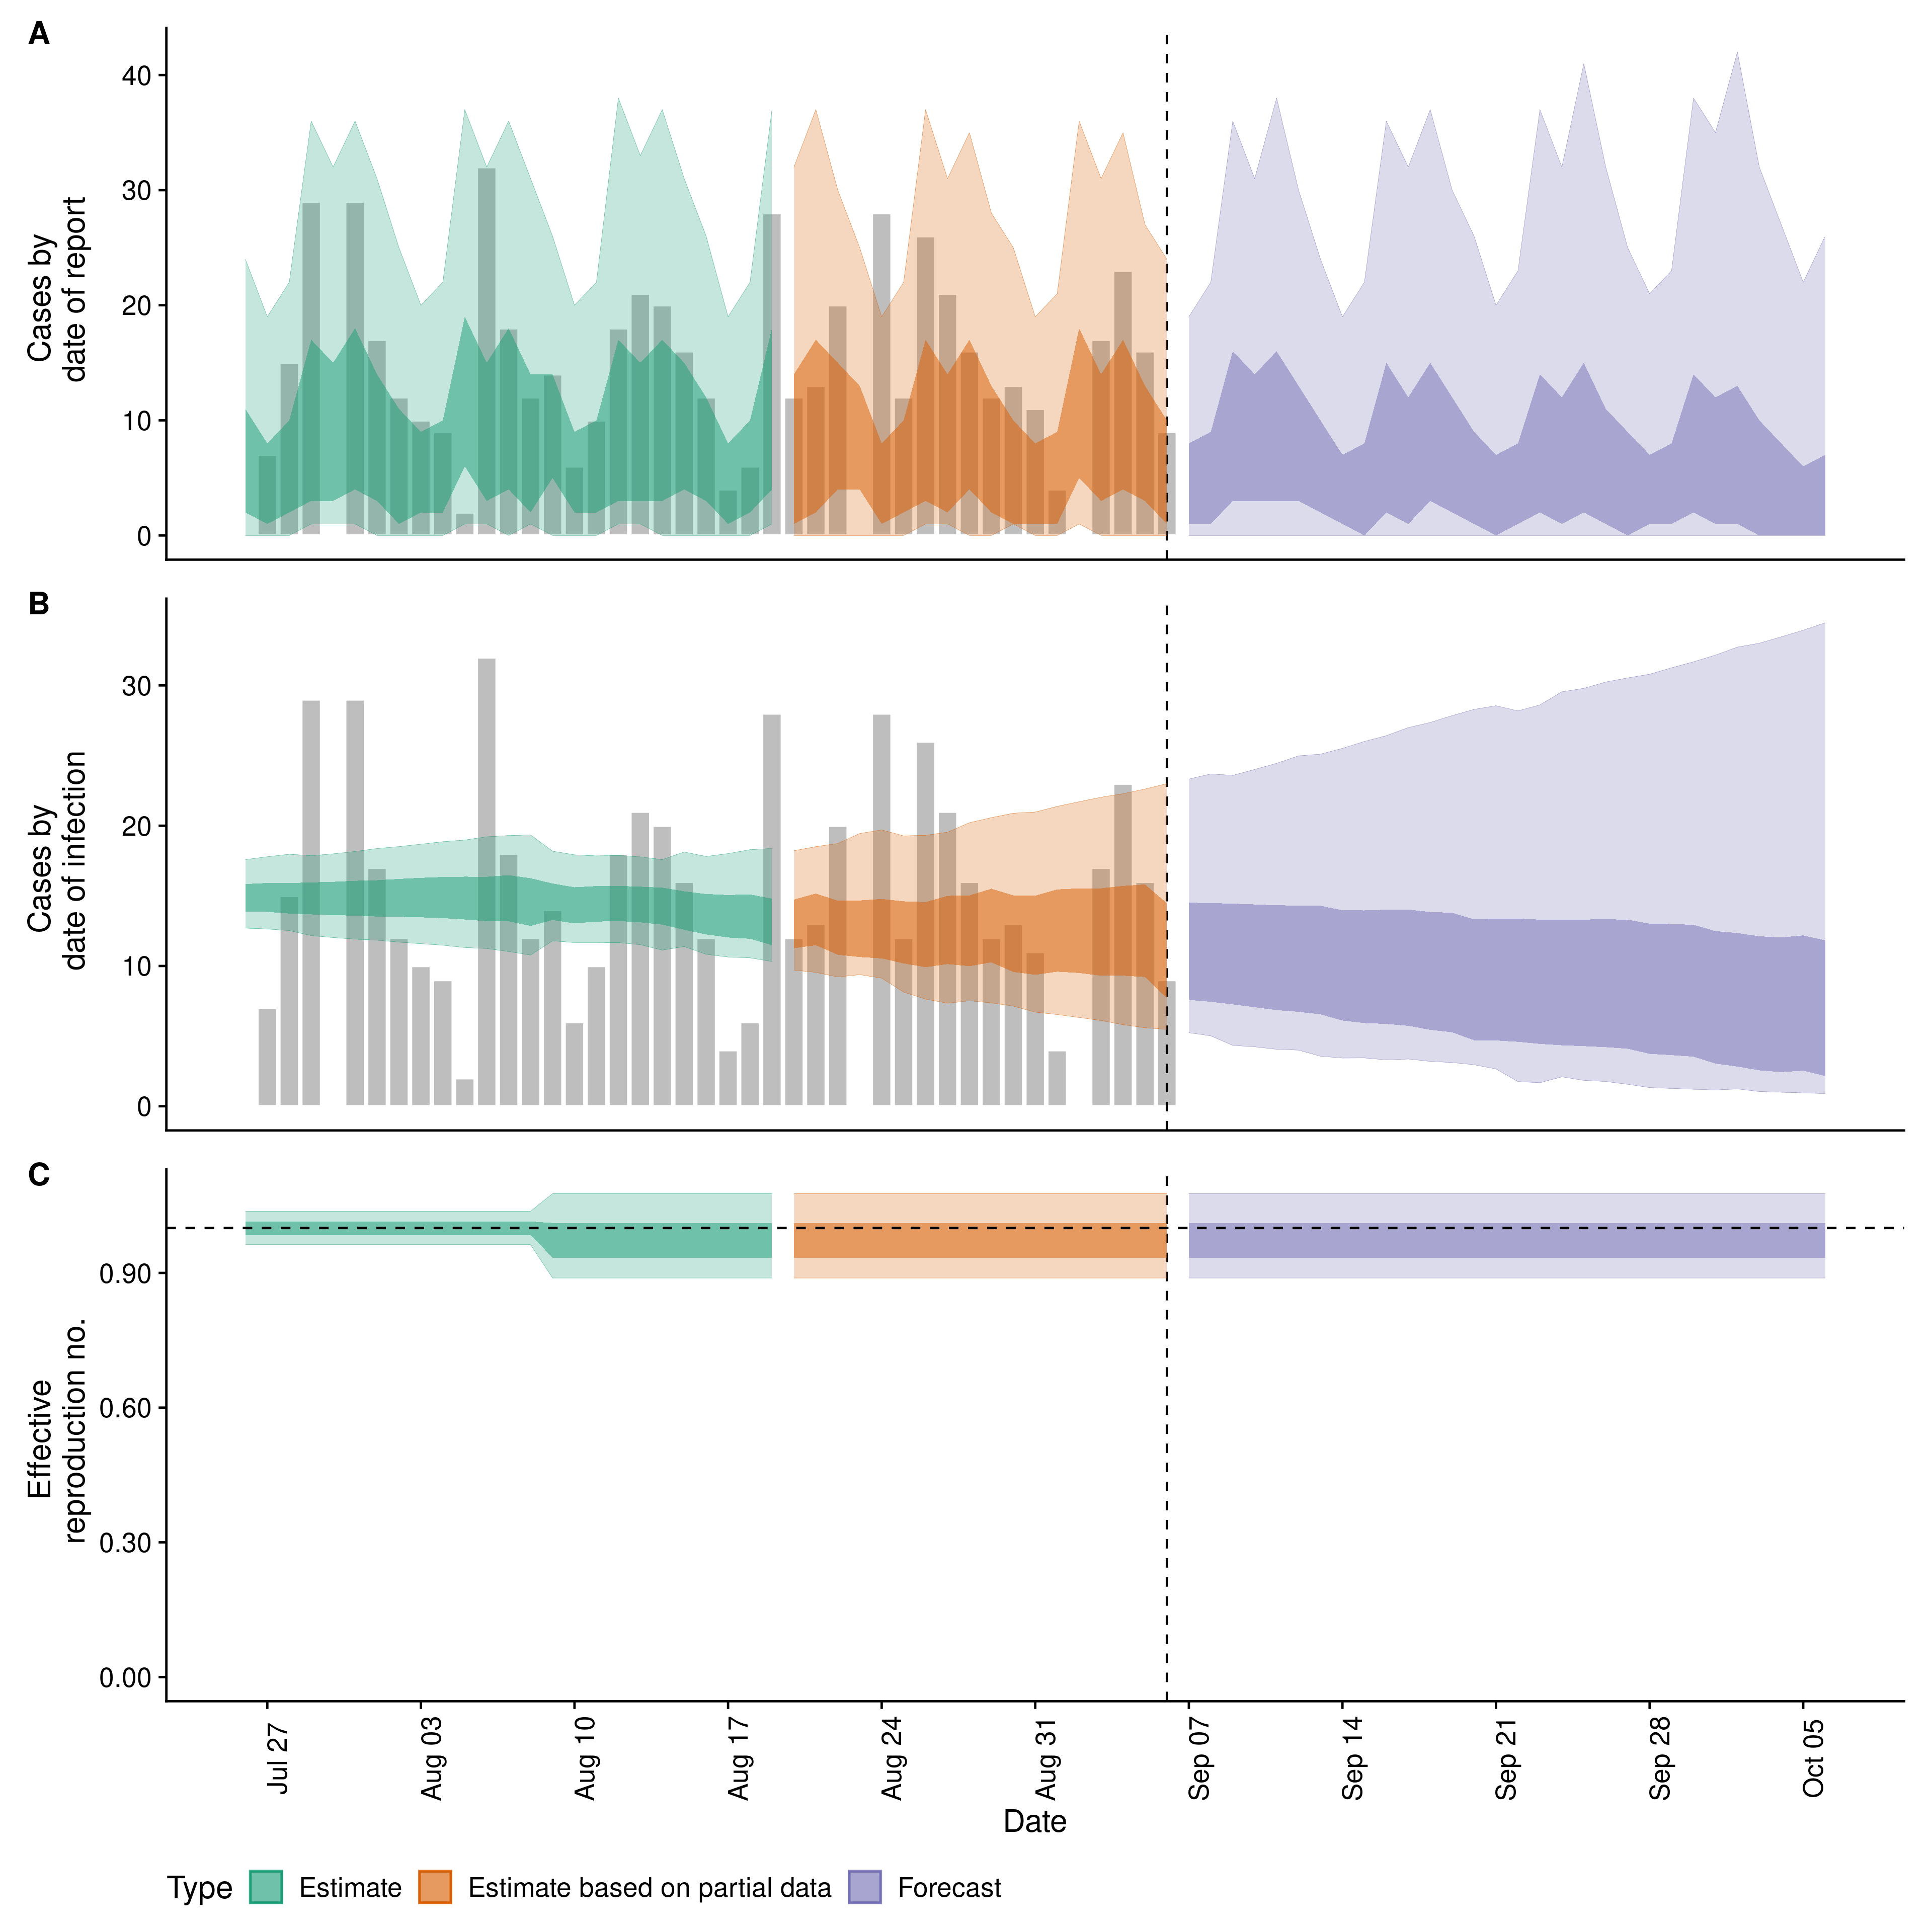 A
40
30
20
10
0
Cases by
date of report
B
30
20
10
0
Cases by
date of infection
C
0.90
0.60
0.30
0.00
Effective
reproduction no.
Jul 27
Aug 03
Aug 10
Aug 17
Aug 24
Aug 31
Sep 07
Sep 14
Sep 21
Sep 28
Oct 05
Date
Type Estimate Estimate based on partial data Forecast